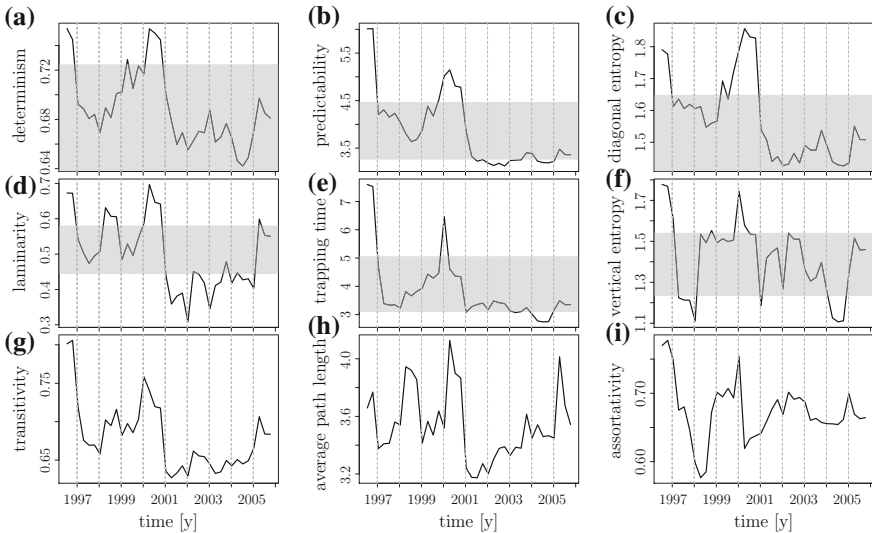 (a)
determinism
0.64 0.68 0.72
(b)
predictability
3.5 4.5 6.0
(c)
diagonal entropy
1.5 1.6 1.7 1.8
(d)
laminarity
0.3 0.4 0.5 0.6 0.7
(e)
trapping time
3 4 5 6 7
(f)
vertical entropy
1.1 1.3 1.5 1.7
(g)
transitivity
0.65 0.75
1997 1999 2001 2003 2005
time [y]
(h)
average path length
3.2 3.6 4.0
1997 1999 2001 2003 2005
time [y]
(i)
assortativity
0.60 0.70
1997 1999 2001 2003 2005
time [y]